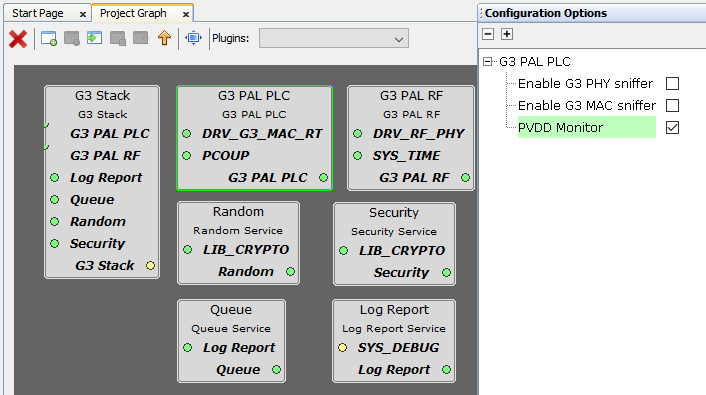 Start Page
Project Graph
Plugins:
G3 Stack
G3 Stack
G3 PAL PLC
G3 PAL RF
Log Report
Queue
Random
Security
G3 Stack
G3 PAL PLC
G3 PAL PLC
DRV_G3_MAC_RT
PCOUP
G3 PAL PLC
G3 PAL RF
G3 PAL RF
DRV_RF_PHY
SYS_TIME
G3 PAL RF
Random
Random Service
LIB_CRYPTO
Random
Security
Security Service
LIB_CRYPTO
Security
Queue
Queue Service
Log Report
Queue
Log Report
Log Report Service
SYS_DEBUG
Log Report
Configuration Options
G3 PAL PLC
Enable G3 PHY sniffer
Enable G3 MAC sniffer
PVDD Monitor